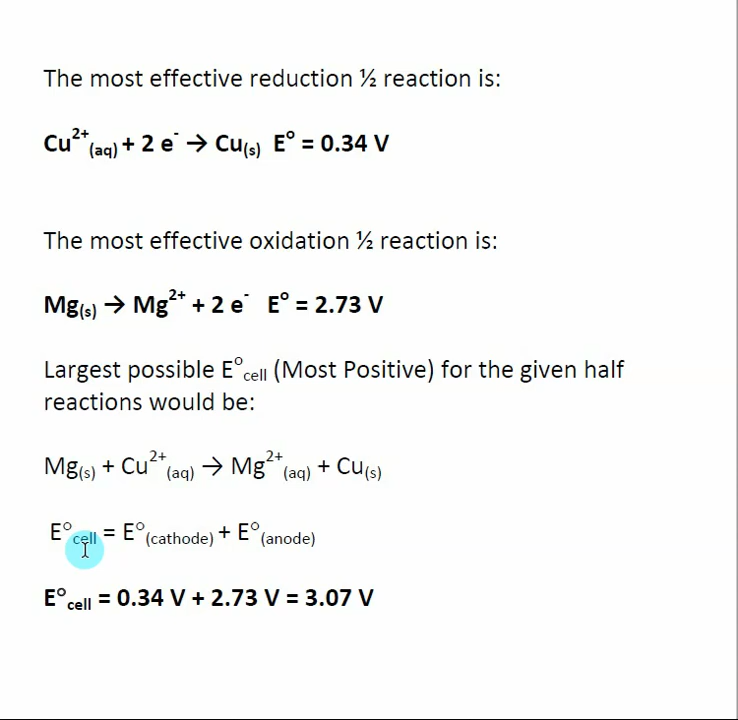 The most effective reduction ½ reaction is:
Cu²⁺(aq) + 2 e⁻ → Cu(s) E° = 0.34 V
The most effective oxidation ½ reaction is:
Mg(s) → Mg²⁺ + 2 e⁻ E° = 2.73 V
Largest possible E°cell (Most Positive) for the given half
reactions would be:
Mg(s) + Cu²⁺(aq) → Mg²⁺(aq) + Cu(s)
E°cell = E°(cathode) + E°(anode)
E°cell = 0.34 V + 2.73 V = 3.07 V